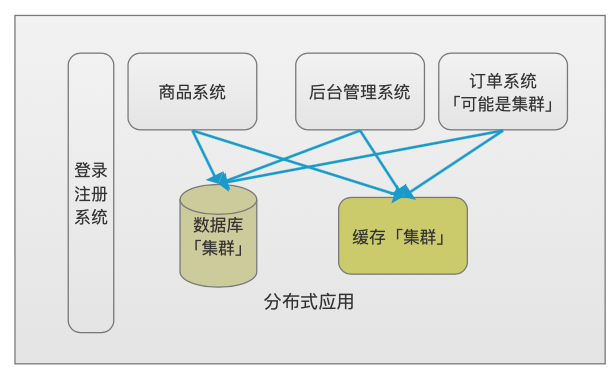 商品系统
后台管理系统
订单系统
「可能是集群」
登录
注册
系统
数据库
「集群」
缓存「集群」
分布式应用